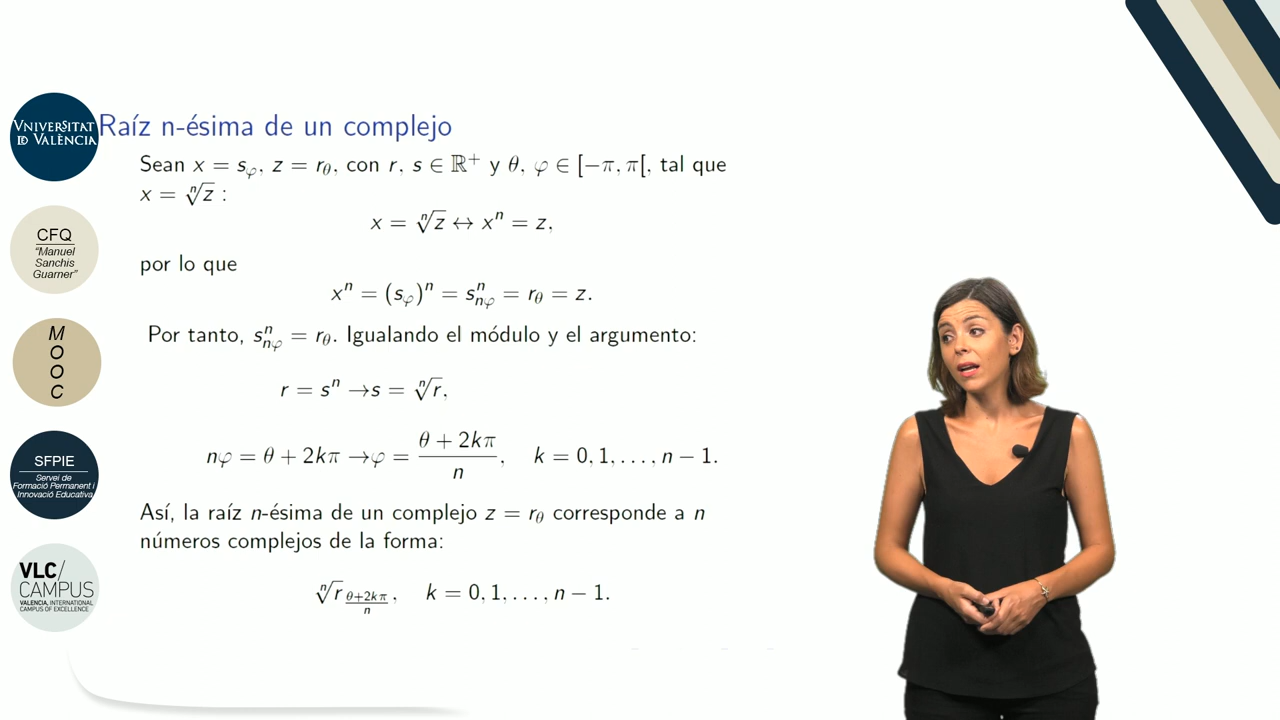 VNIVERSITAT
ID VALÈNCIA
CFQ
"Manuel
Sanchis
Guarner"
M
O
O
C
SFPIE
Servei de
Formació Permanent i
Innovació Educativa
VLC/
CAMPUS
VALENCIA, INTERNATIONAL
CAMPUS OF EXCELLENCE
Raíz n-ésima de un complejo
Sean x = s_φ, z = r_θ, con r, s ∈ ℝ⁺ y θ, φ ∈ [−π, π[, tal que
x = ⁿ√z :
x = ⁿ√z ↔ xⁿ = z,
por lo que
xⁿ = (s_φ)ⁿ = sⁿ_{nφ} = r_θ = z.
Por tanto, sⁿ_{nφ} = r_θ. Igualando el módulo y el argumento:
r = sⁿ → s = ⁿ√r,
nφ = θ + 2kπ → φ = (θ + 2kπ)/n, k = 0, 1, . . . , n − 1.
Así, la raíz n-ésima de un complejo z = r_θ corresponde a n
números complejos de la forma:
ⁿ√r_{(θ+2kπ)/n}, k = 0, 1, . . . , n − 1.